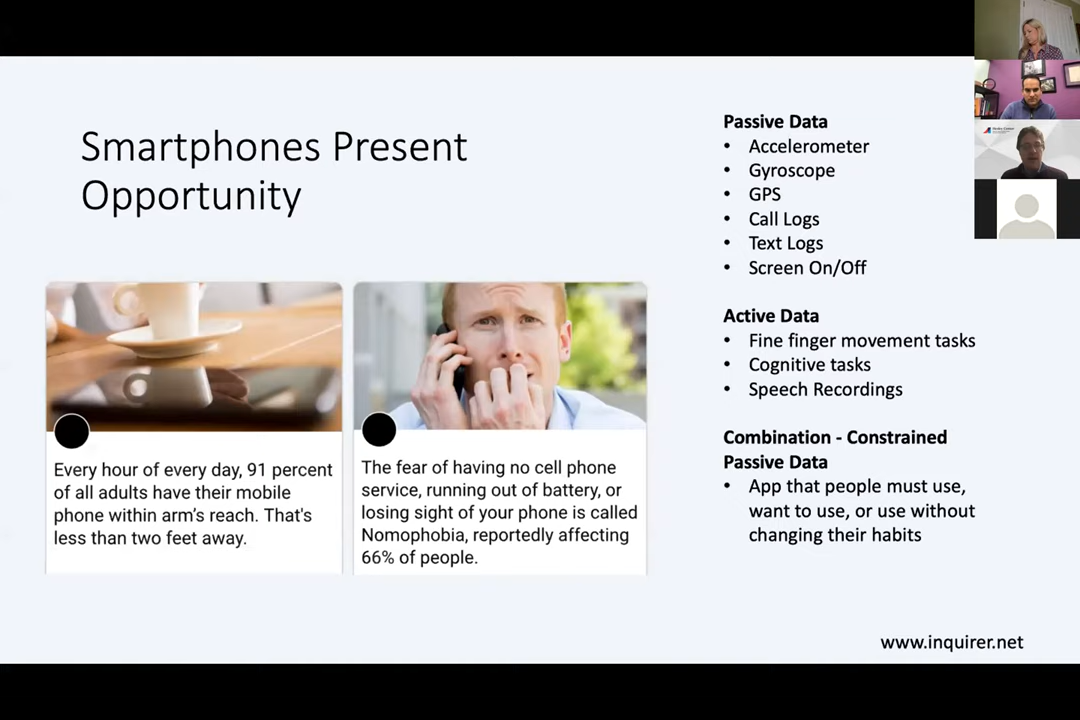 Smartphones Present
Opportunity
Every hour of every day, 91 percent
of all adults have their mobile
phone within arm's reach. That's
less than two feet away.
The fear of having no cell phone
service, running out of battery, or
losing sight of your phone is called
Nomophobia, reportedly affecting
66% of people.
Passive Data
• Accelerometer
• Gyroscope
• GPS
• Call Logs
• Text Logs
• Screen On/Off
Active Data
• Fine finger movement tasks
• Cognitive tasks
• Speech Recordings
Combination - Constrained
Passive Data
• App that people must use,
want to use, or use without
changing their habits
www.inquirer.net